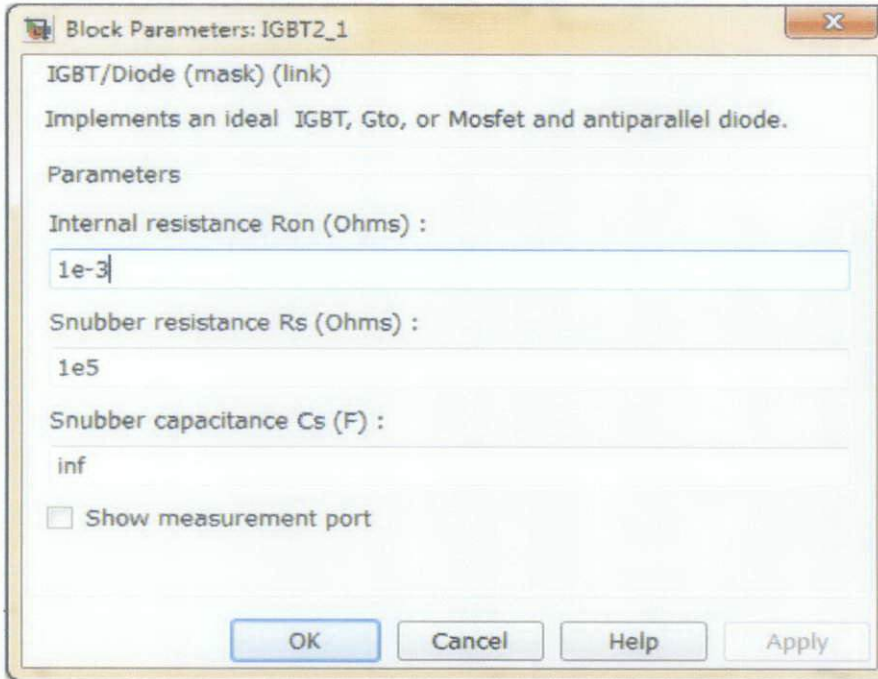 Block Parameters: IGBT2_1
IGBT/Diode (mask) (link)
Implements an ideal IGBT, Gto, or Mosfet and antiparallel diode.
Parameters
Internal resistance Ron (Ohms) :
1e-3
Snubber resistance Rs (Ohms) :
1e5
Snubber capacitance Cs (F) :
inf
Show measurement port
OK Cancel Help Apply